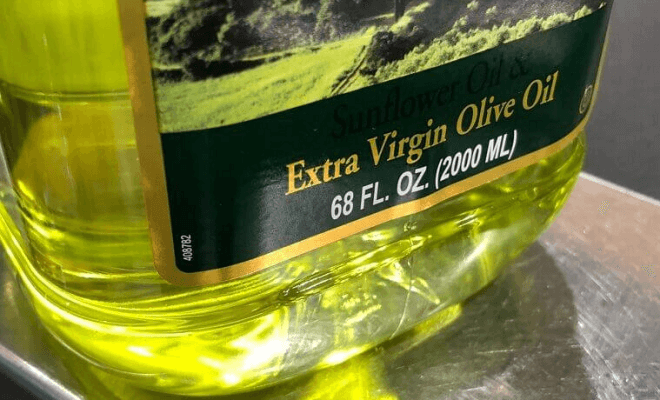 Sunflower Oil &
Extra Virgin Olive Oil
68 FL. OZ. (2000 ML)
408782